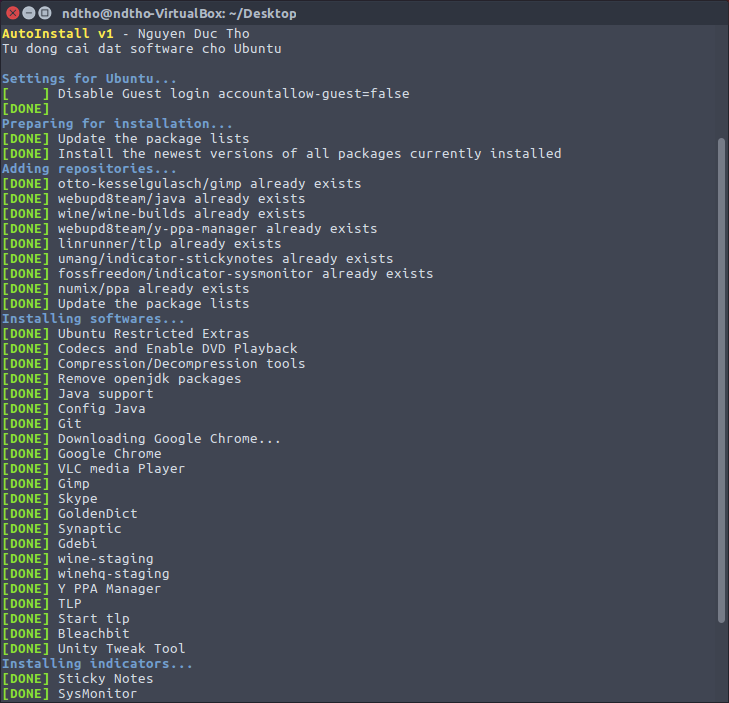 ndtho@ndtho-VirtualBox: ~/Desktop
AutoInstall v1 - Nguyen Duc Tho
Tu dong cai dat software cho Ubuntu
Settings for Ubuntu...
[    ] Disable Guest login accountallow-guest=false
[DONE]
Preparing for installation...
[DONE] Update the package lists
[DONE] Install the newest versions of all packages currently installed
Adding repositories...
[DONE] otto-kesselgulasch/gimp already exists
[DONE] webupd8team/java already exists
[DONE] wine/wine-builds already exists
[DONE] webupd8team/y-ppa-manager already exists
[DONE] linrunner/tlp already exists
[DONE] umang/indicator-stickynotes already exists
[DONE] fossfreedom/indicator-sysmonitor already exists
[DONE] numix/ppa already exists
[DONE] Update the package lists
Installing softwares...
[DONE] Ubuntu Restricted Extras
[DONE] Codecs and Enable DVD Playback
[DONE] Compression/Decompression tools
[DONE] Remove openjdk packages
[DONE] Java support
[DONE] Config Java
[DONE] Git
[DONE] Downloading Google Chrome...
[DONE] Google Chrome
[DONE] VLC media Player
[DONE] Gimp
[DONE] Skype
[DONE] GoldenDict
[DONE] Synaptic
[DONE] Gdebi
[DONE] wine-staging
[DONE] winehq-staging
[DONE] Y PPA Manager
[DONE] TLP
[DONE] Start tlp
[DONE] Bleachbit
[DONE] Unity Tweak Tool
Installing indicators...
[DONE] Sticky Notes
[DONE] SysMonitor